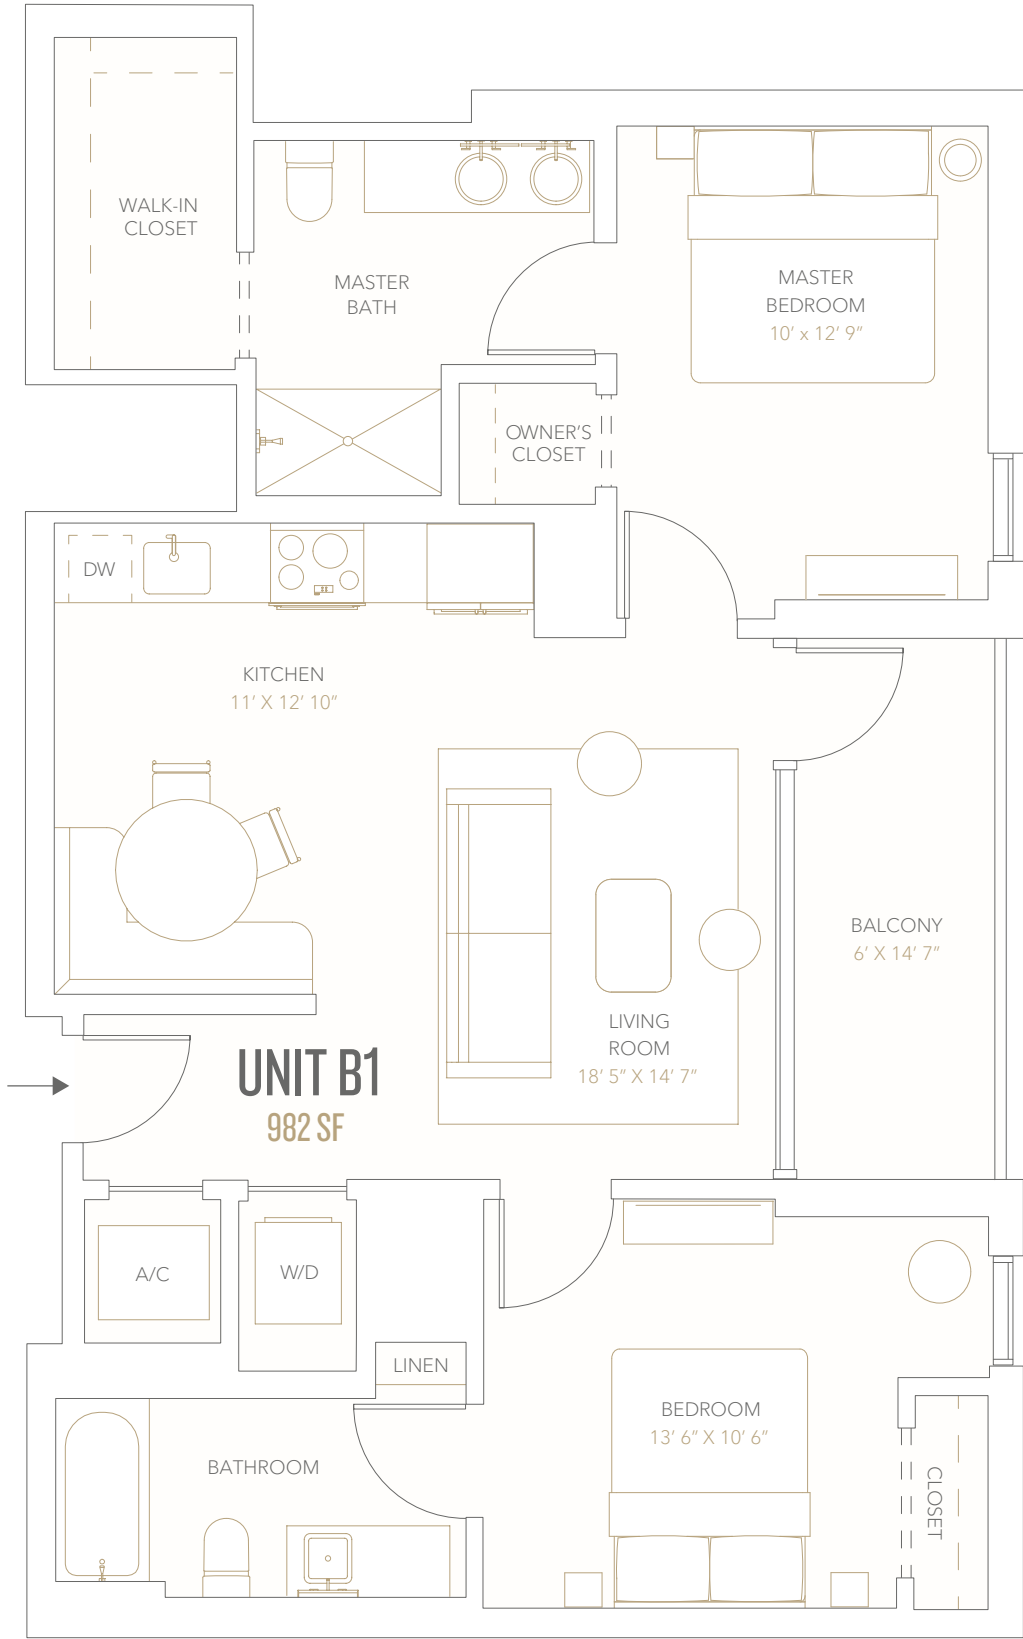 WALK-IN
CLOSET
MASTER
BATH
MASTER
BEDROOM
10' x 12' 9"
OWNER'S
CLOSET
DW
KITCHEN
11' X 12' 10"
BALCONY
6' X 14' 7"
LIVING
ROOM
18' 5" X 14' 7"
UNIT B1
982 SF
A/C
W/D
LINEN
BEDROOM
13' 6" X 10' 6"
BATHROOM
CLOSET